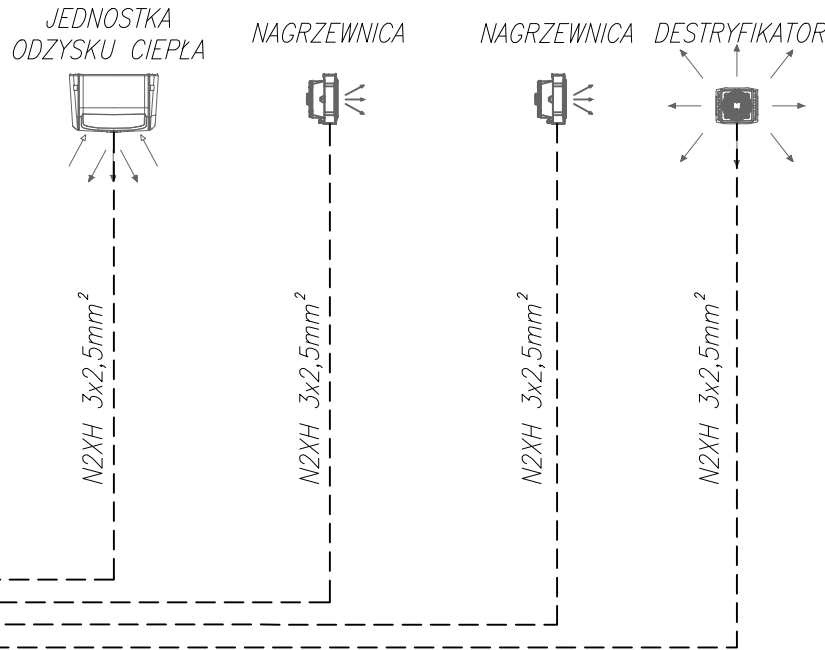 JEDNOSTKA
ODZYSKU CIEPŁA
NAGRZEWNICA
NAGRZEWNICA
DESTRYFIKATOR
N2XH 3x2,5mm²
N2XH 3x2,5mm²
N2XH 3x2,5mm²
N2XH 3x2,5mm²